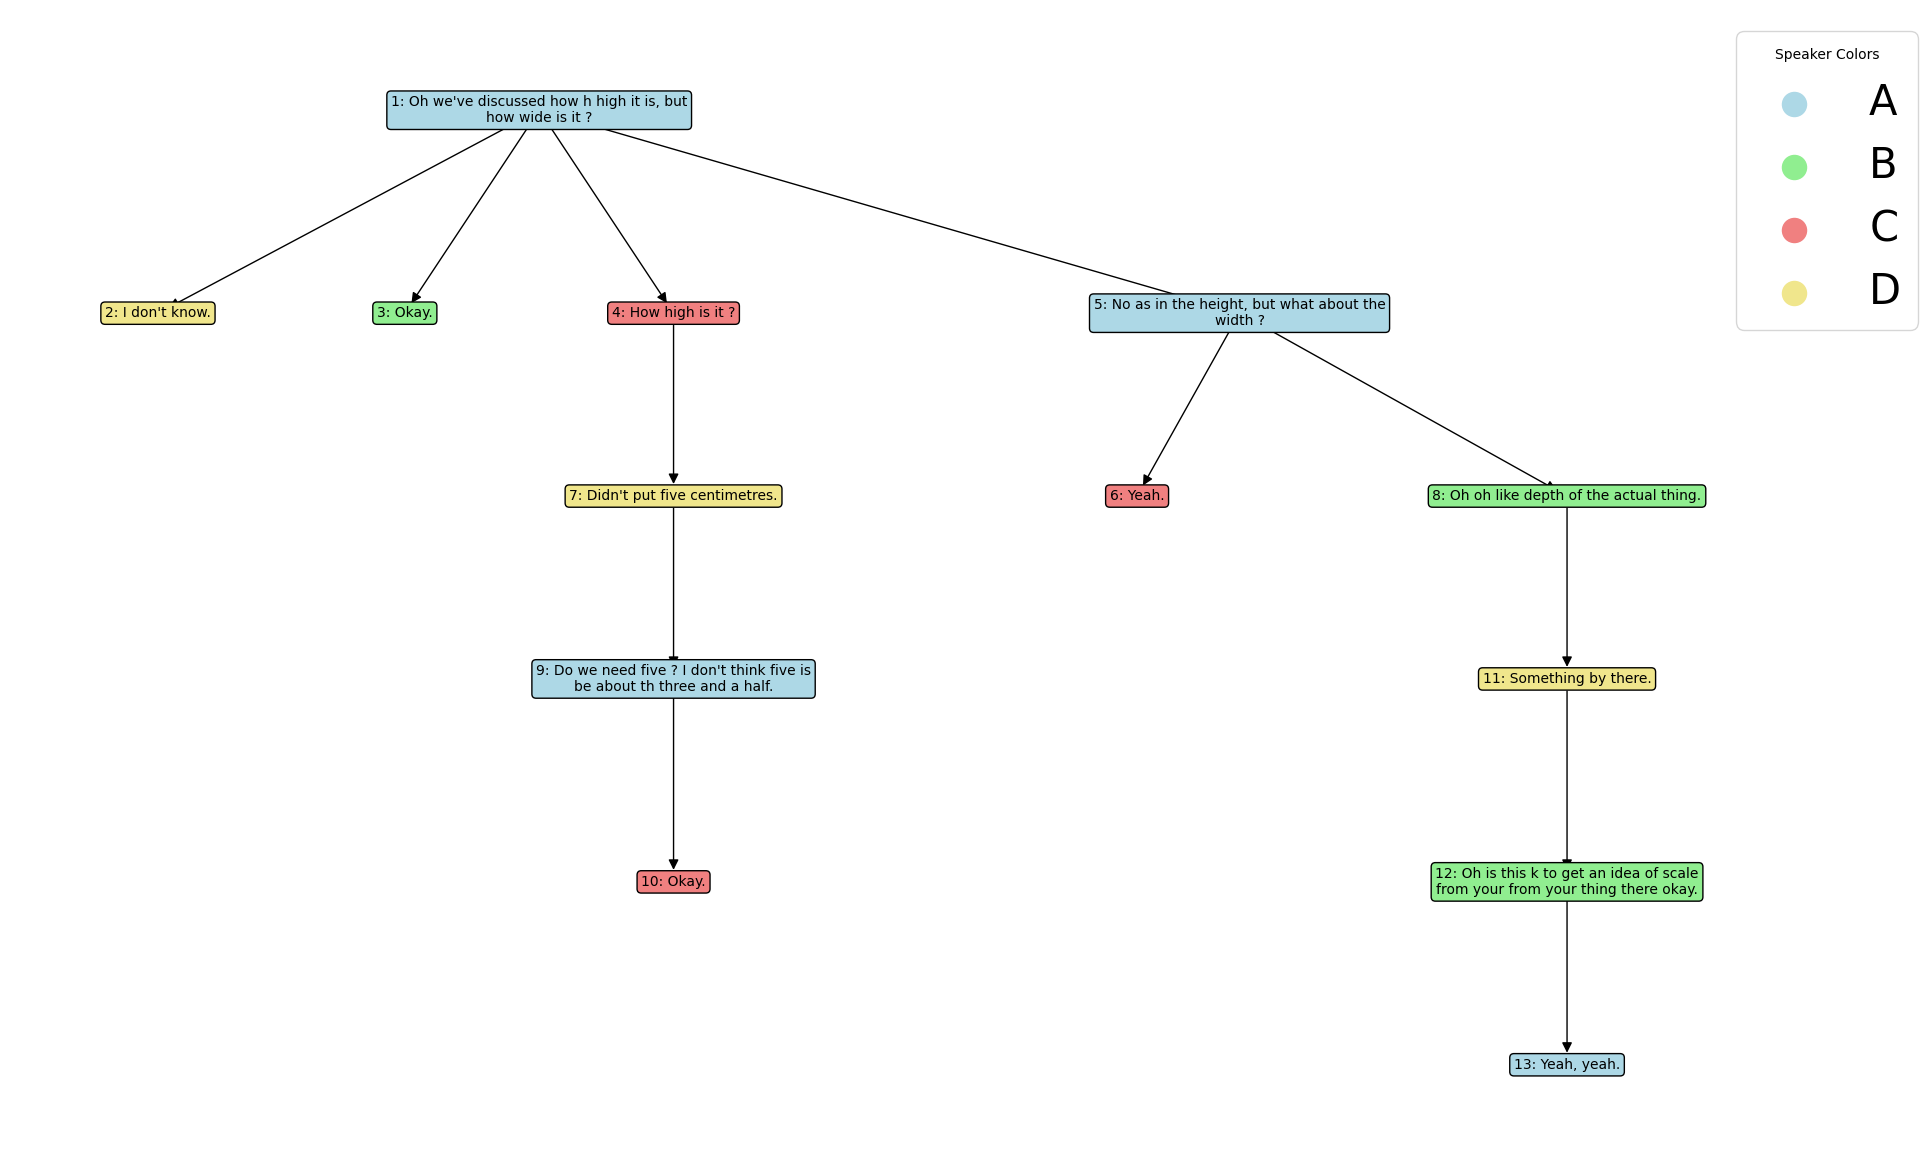 Speaker Colors
A
B
C
D
1: Oh we've discussed how h high it is, but
how wide is it ?
2: I don't know.
3: Okay.
4: How high is it ?
5: No as in the height, but what about the
width ?
7: Didn't put five centimetres.
6: Yeah.
8: Oh oh like depth of the actual thing.
9: Do we need five ? I don't think five is
be about th three and a half.
11: Something by there.
10: Okay.
12: Oh is this k to get an idea of scale
from your from your thing there okay.
13: Yeah, yeah.